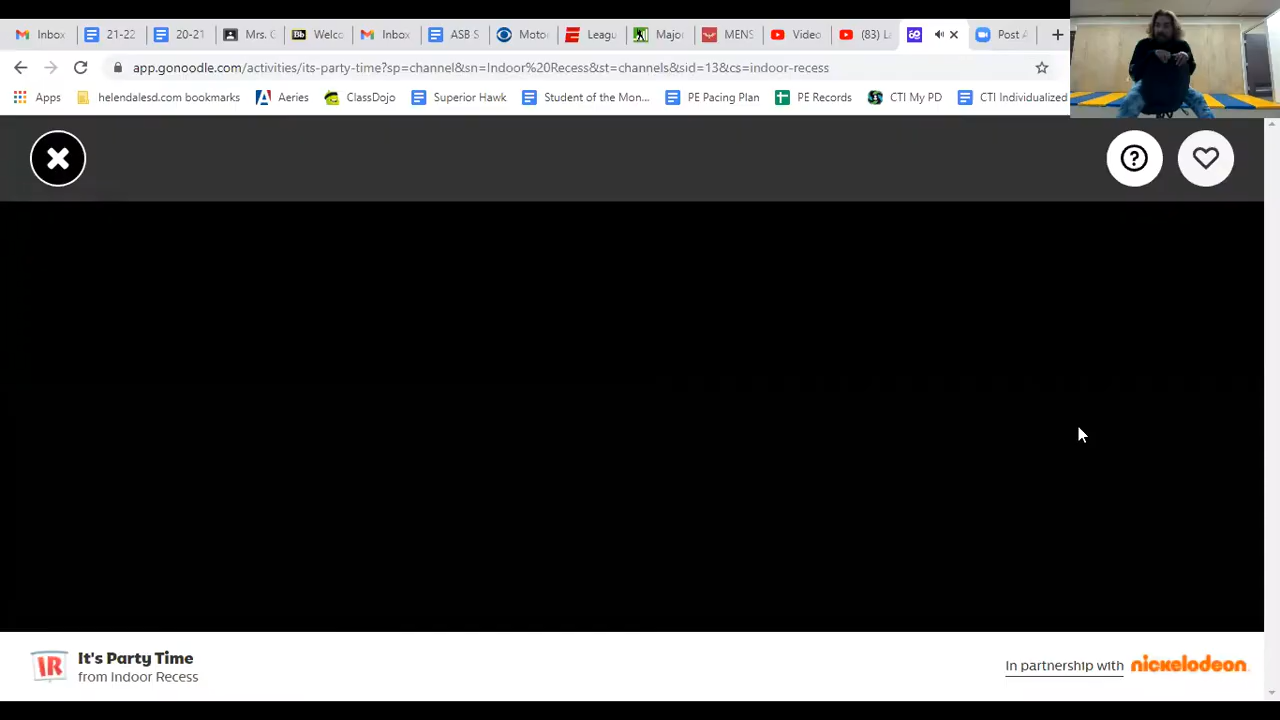 Inbox 21-22 20-21 Mrs. C Bb Welco Inbox ASB S Moto Leagu Major MENS Video (83) Lu Post A
app.gonoodle.com/activities/its-party-time?sp=channel&sn=Indoor%20Recess&st=channels&sid=13&cs=indoor-recess
Apps helendalesd.com bookmarks Aeries ClassDojo Superior Hawk Student of the Mon... PE Pacing Plan PE Records CTI My PD CTI Individualized
IR It's Party Time
from Indoor Recess
In partnership with nickelodeon